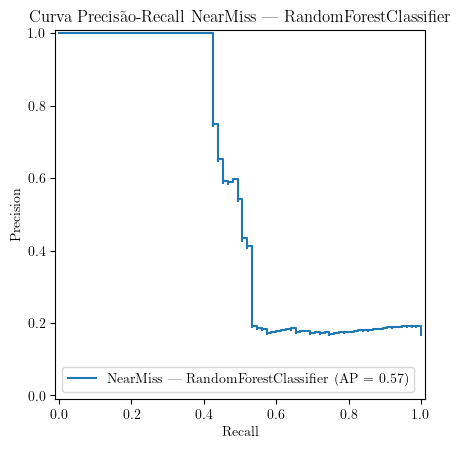 Curva Precisão-Recall NearMiss — RandomForestClassifier
1.0
0.8
0.6
0.4
0.2
0.0
Precision
NearMiss — RandomForestClassifier (AP = 0.57)
0.0 0.2 0.4 0.6 0.8 1.0
Recall